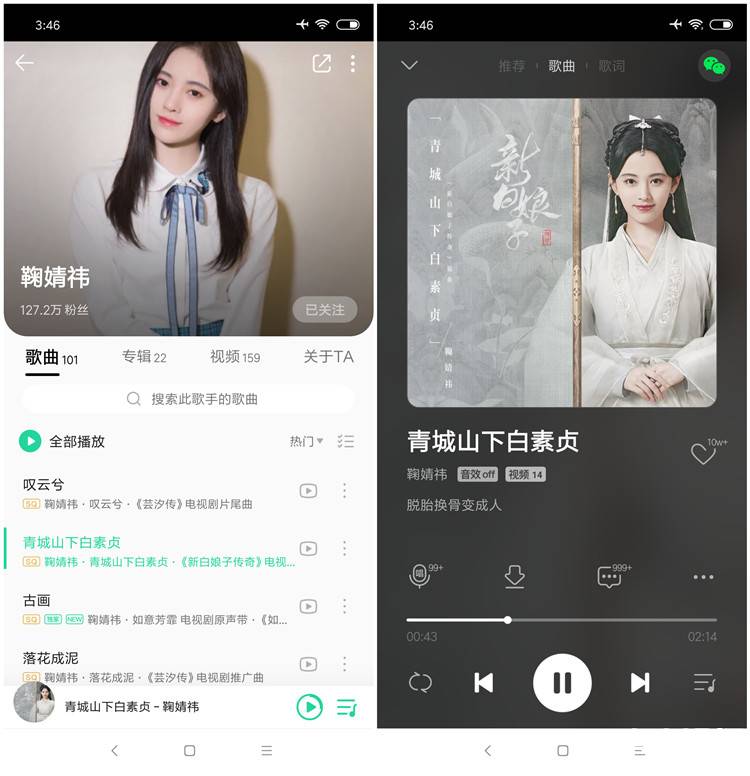 3:46
鞠婧祎
127.2万 粉丝
已关注
歌曲 101
专辑 22
视频 159
关于TA
搜索此歌手的歌曲
全部播放
热门
叹云兮
SQ 鞠婧祎·叹云兮·《芸汐传》电视剧片尾曲
青城山下白素贞
SQ 鞠婧祎·青城山下白素贞·《新白娘子传奇》电视...
古画
SQ 独家 NEW 鞠婧祎·如意芳霏 电视剧原声带·《如...
落花成泥
SQ 鞠婧祎·落花成泥·《芸汐传》电视剧推广曲
青城山下白素贞 - 鞠婧祎
3:46
推荐
歌曲
歌词
「青城山下白素贞」
《新白娘子传奇》
鞠婧祎
新白娘子
青城山下白素贞
10w+
鞠婧祎 音效 off 视频 14
脱胎换骨变成人
唱 99+
999+
00:43
02:14